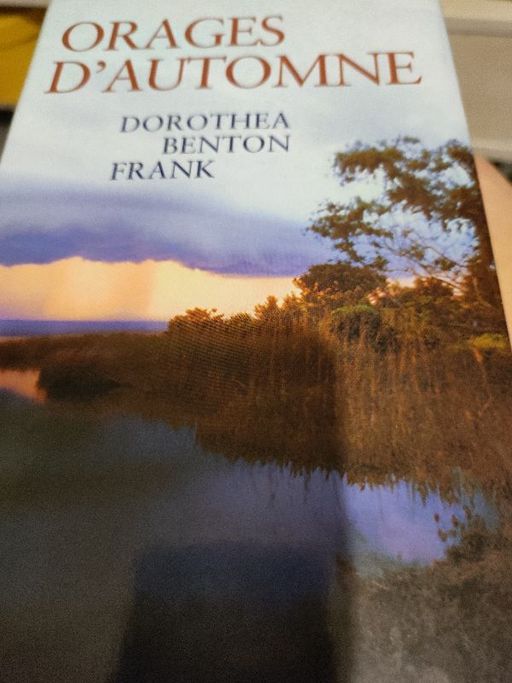 ORAGES
D'AUTOMNE
DOROTHEA
BENTON
FRANK